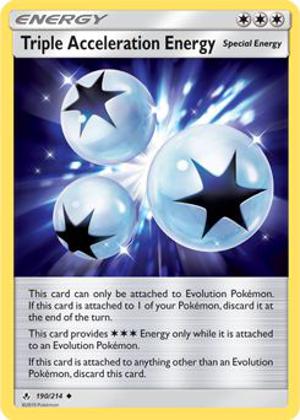 ENERGY
Triple Acceleration Energy Special Energy
This card can only be attached to Evolution Pokémon.
If this card is attached to 1 of your Pokémon, discard it at
the end of the turn.
This card provides ✶✶✶ Energy only while it is attached
to an Evolution Pokémon.
If this card is attached to anything other than an Evolution
Pokémon, discard this card.
190/214 ◆
©2019 Pokémon